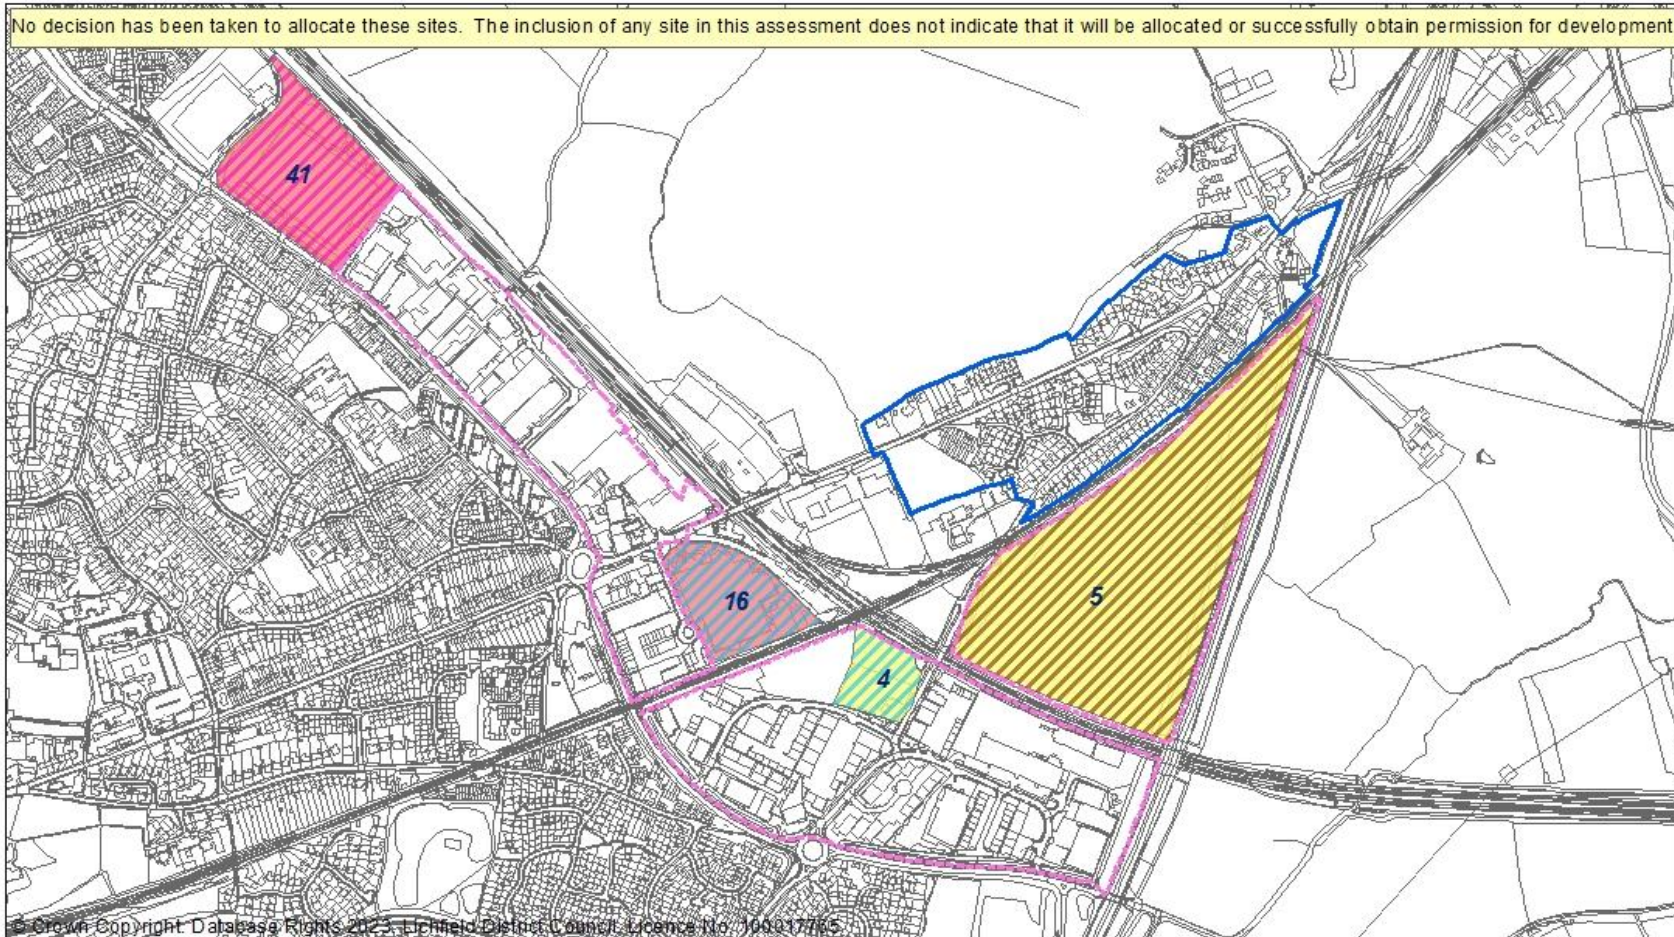 No decision has been taken to allocate these sites. The inclusion of any site in this assessment does not indicate that it will be allocated or successfully obtain permission for development
41
5
16
4
© Crown Copyright: Database Rights 2023. Lichfield District Council. Licence No: 100017765